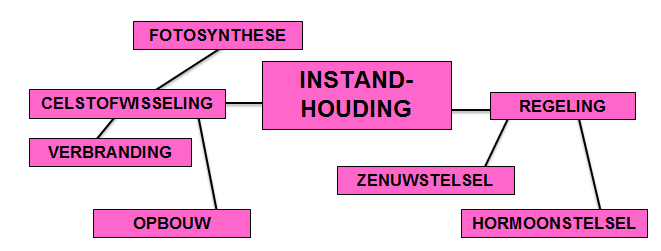 FOTOSYNTHESE
INSTAND-
HOUDING
CELSTOFWISSELING
REGELING
VERBRANDING
ZENUWSTELSEL
OPBOUW
HORMOONSTELSEL